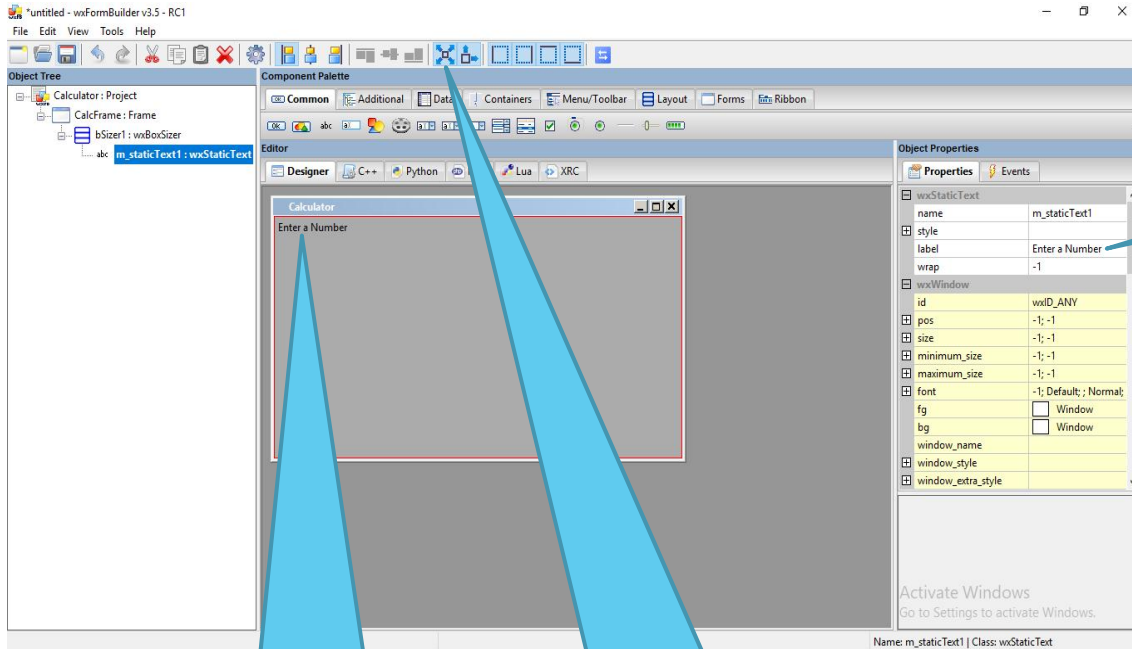 *untitled - wxFormBuilder v3.5 - RC1
File Edit View Tools Help
Object Tree
Calculator : Project
CalcFrame : Frame
bSizer1 : wxBoxSizer
abc m_staticText1 : wxStaticText
Component Palette
Common Additional Data Containers Menu/Toolbar Layout Forms Ribbon
OK abc
Editor
Designer C++ Python Lua XRC
Calculator
Enter a Number
Object Properties
Properties Events
wxStaticText
name m_staticText1
style
label Enter a Number
wrap -1
wxWindow
id wxID_ANY
pos -1; -1
size -1; -1
minimum_size -1; -1
maximum_size -1; -1
font -1; Default; ; Normal;
fg Window
bg Window
window_name
window_style
window_extra_style
Activate Windows
Go to Settings to activate Windows.
Name: m_staticText1 | Class: wxStaticText